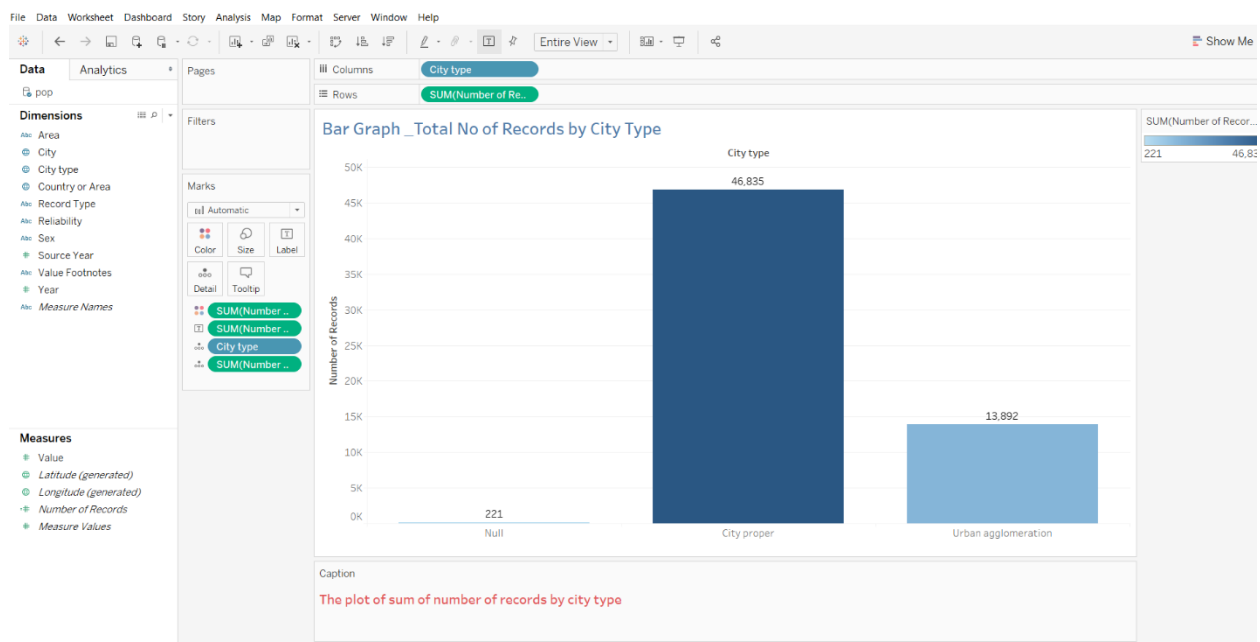 File Data Worksheet Dashboard Story Analysis Map Format Server Window Help
Entire View
Show Me
Data Analytics
pop
Dimensions
Abc Area
City
City type
Country or Area
Abc Record Type
Abc Reliability
Abc Sex
Source Year
Abc Value Footnotes
Year
Abc Measure Names
Measures
Value
Latitude (generated)
Longitude (generated)
Number of Records
Measure Values
Pages
Filters
Marks
Automatic
Color Size Label
Detail Tooltip
SUM(Number ..
SUM(Number ..
City type
SUM(Number ..
Columns City type
Rows SUM(Number of Re..
Bar Graph _Total No of Records by City Type
City type
Number of Records
50K
45K
40K
35K
30K
25K
20K
15K
10K
5K
0K
221
46,835
13,892
Null City proper Urban agglomeration
Caption
The plot of sum of number of records by city type
SUM(Number of Recor...
221 46,83